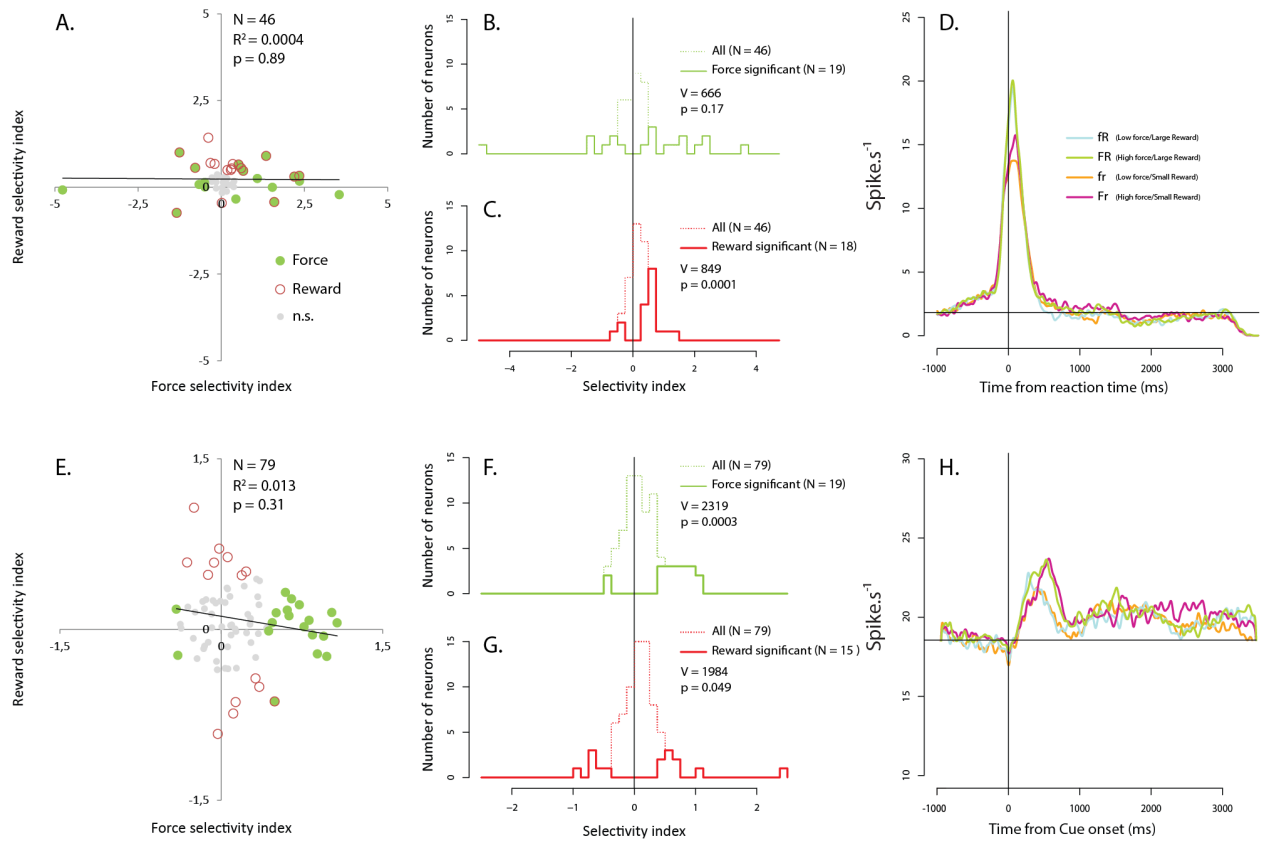 A.
N = 46
R² = 0.0004
p = 0.89
5
2,5
0
-2,5
-5
-5
-2,5
0
2,5
5
Reward selectivity index
Force selectivity index
Force
Reward
n.s.
B.
Number of neurons
0
5
10
15
All (N = 46)
Force significant (N = 19)
V = 666
p = 0.17
C.
Number of neurons
0
5
10
15
All (N = 46)
Reward significant (N = 18)
V = 849
p = 0.0001
−4
−2
0
2
4
Selectivity index
D.
Spike.s⁻¹
0
5
10
15
20
25
fR (Low force/Large Reward)
FR (High force/Large Reward)
fr (Low force/Small Reward)
Fr (High force/Small Reward)
-1000
0
1000
2000
3000
Time from reaction time (ms)
E.
N = 79
R² = 0.013
p = 0.31
1,5
0
-1,5
-1,5
0
1,5
Reward selectivity index
Force selectivity index
F.
Number of neurons
0
5
10
15
All (N = 79)
Force significant (N = 19)
V = 2319
p = 0.0003
G.
Number of neurons
0
5
10
15
All (N = 79)
Reward significant (N = 15 )
V = 1984
p = 0.049
−2
−1
0
1
2
Selectivity index
H.
Spike.s⁻¹
10
15
20
25
30
-1000
0
1000
2000
3000
Time from Cue onset (ms)